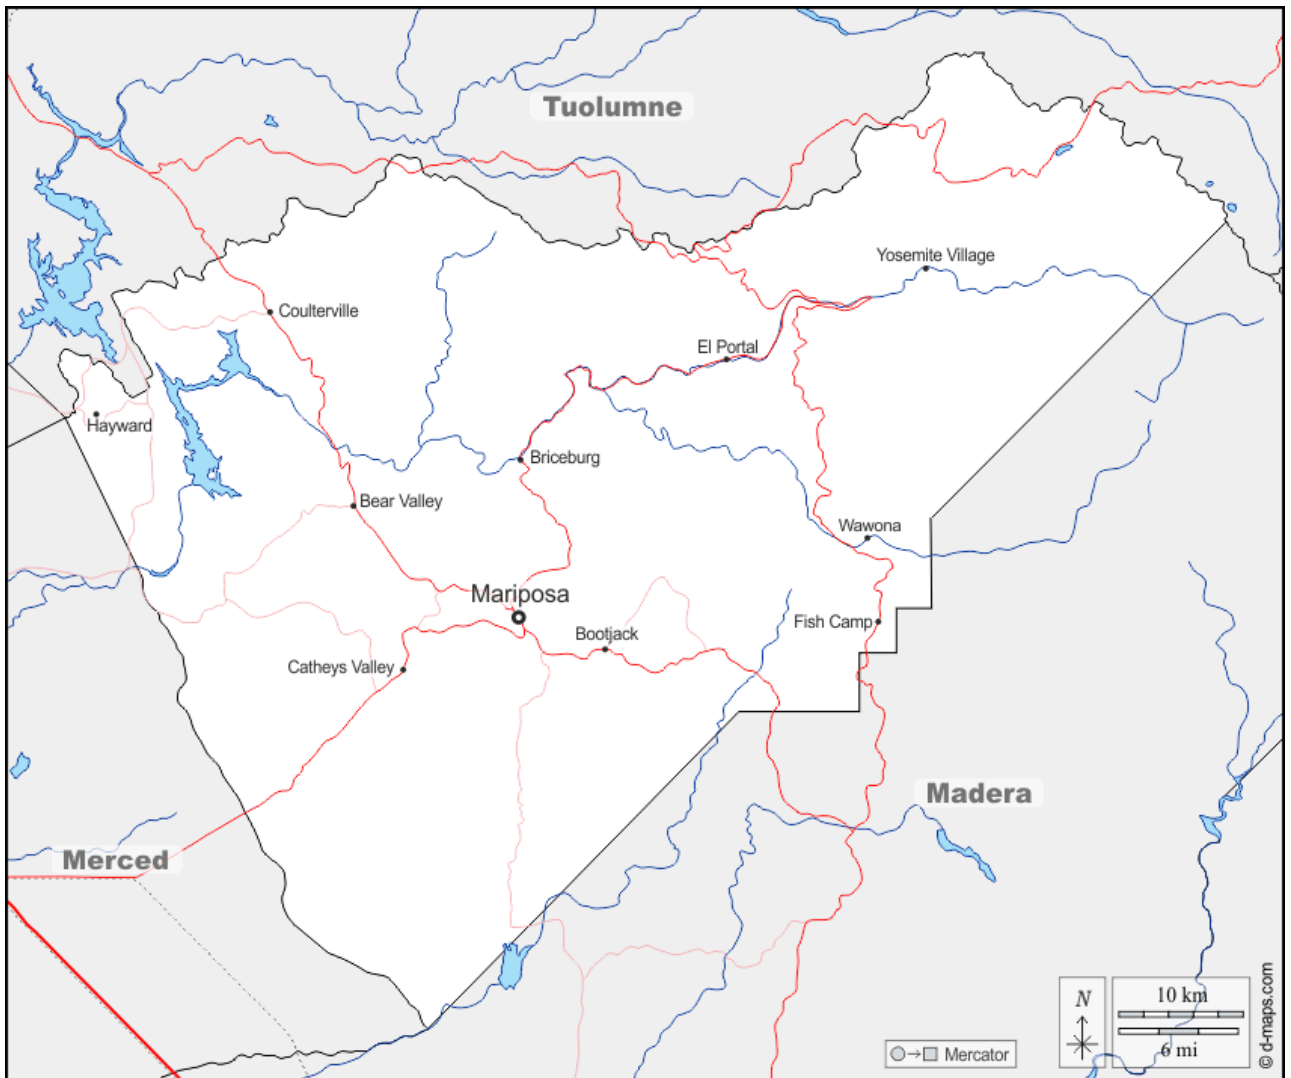 Tuolumne
Yosemite Village
Coulterville
El Portal
Hayward
Briceburg
Bear Valley
Wawona
Mariposa
Fish Camp
Bootjack
Catheys Valley
Madera
Merced
N
10 km
6 mi
Mercator
© d-maps.com